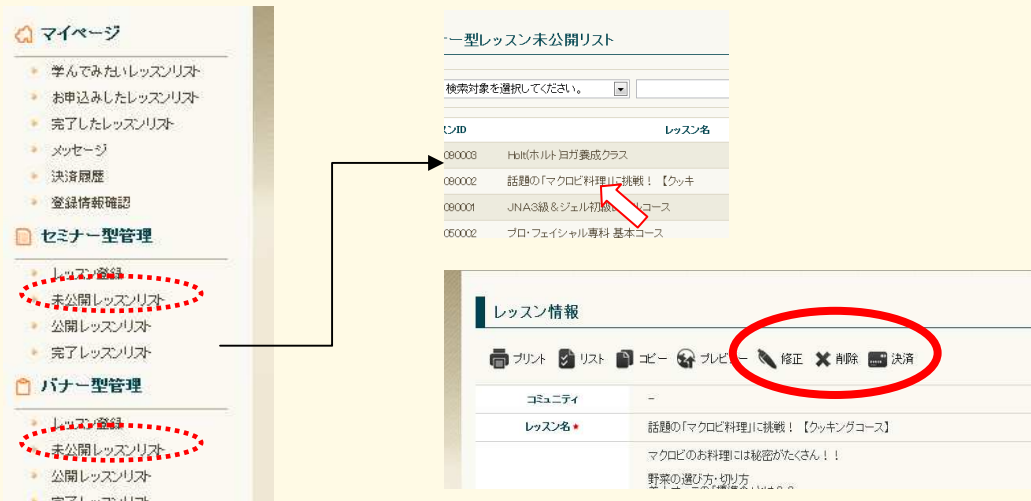 マイページ
学んでみたいレッスンリスト
お申込みしたレッスンリスト
完了したレッスンリスト
メッセージ
決済履歴
登録情報確認
セミナー型管理
レッスン登録
未公開レッスンリスト
公開レッスンリスト
完了レッスンリスト
バナー型管理
レッスン登録
未公開レッスンリスト
公開レッスンリスト
完了レッスンリスト
ー型レッスン未公開リスト
検索対象を選択してください。
スンID レッスン名
090003 Holt(ホルト)ヨガ養成クラス
090002 話題の「マクロビ料理」に挑戦!【クッキ
090001 JNA3級&ジェル初級 コース
050002 プロ・フェイシャル専科 基本コース
レッスン情報
プリント リスト コピー プレビュー 修正 削除 決済
コミュニティ -
レッスン名 * 話題の「マクロビ料理」に挑戦!【クッキングコース】
マクロビのお料理には秘密がたくさん!!
野菜の選び方・切り方